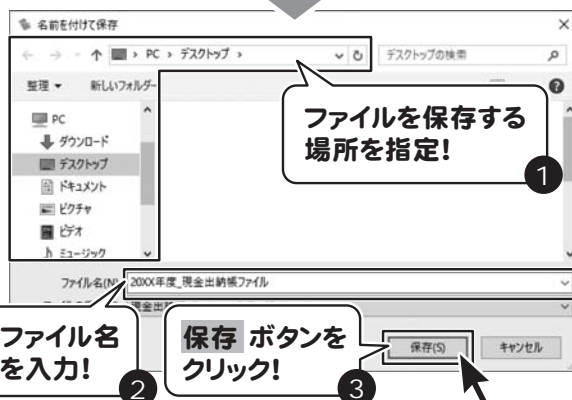 名前を付けて保存
PC › デスクトップ ›
デスクトップの検索
整理
新しいフォルダー
PC
ダウンロード
デスクトップ
ドキュメント
ピクチャ
ビデオ
ミュージック
ファイルを保存する
場所を指定!
1
ファイル名(N)
20XX年度_現金出納帳ファイル
現金出
ファイル名
を入力!
2
保存 ボタンを
クリック!
3
保存(S)
キャンセル